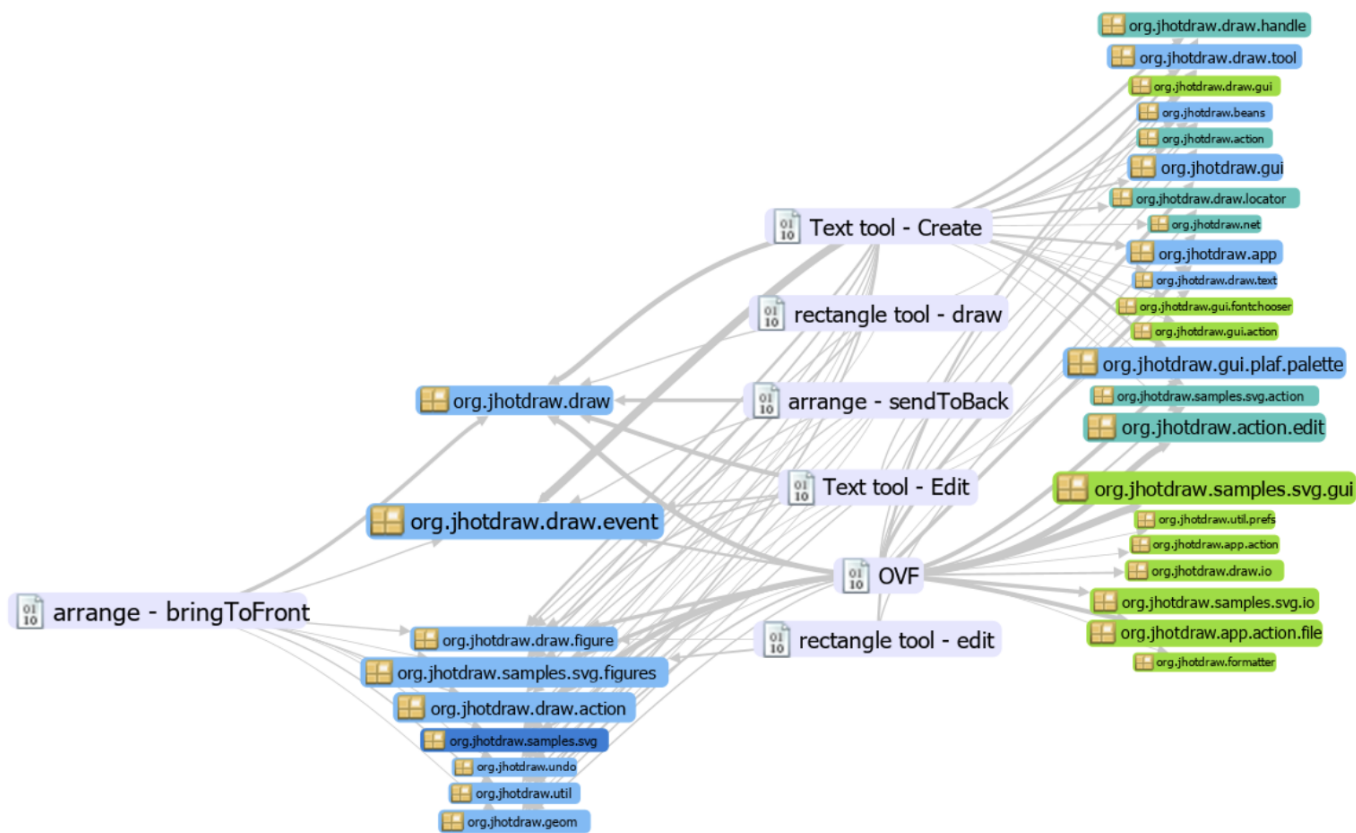 org.jhotdraw.draw.handle
org.jhotdraw.draw.tool
org.jhotdraw.draw.gui
org.jhotdraw.beans
org.jhotdraw.action
org.jhotdraw.gui
org.jhotdraw.draw.locator
org.jhotdraw.net
Text tool - Create
org.jhotdraw.app
org.jhotdraw.draw.text
org.jhotdraw.gui.fontchooser
rectangle tool - draw
org.jhotdraw.gui.action
org.jhotdraw.gui.plaf.palette
org.jhotdraw.samples.svg.action
org.jhotdraw.draw
arrange - sendToBack
org.jhotdraw.action.edit
Text tool - Edit
org.jhotdraw.samples.svg.gui
org.jhotdraw.draw.event
org.jhotdraw.util.prefs
org.jhotdraw.app.action
org.jhotdraw.draw.io
OVF
org.jhotdraw.samples.svg.io
arrange - bringToFront
org.jhotdraw.app.action.file
org.jhotdraw.draw.figure
rectangle tool - edit
org.jhotdraw.formatter
org.jhotdraw.samples.svg.figures
org.jhotdraw.draw.action
org.jhotdraw.samples.svg
org.jhotdraw.undo
org.jhotdraw.util
org.jhotdraw.geom